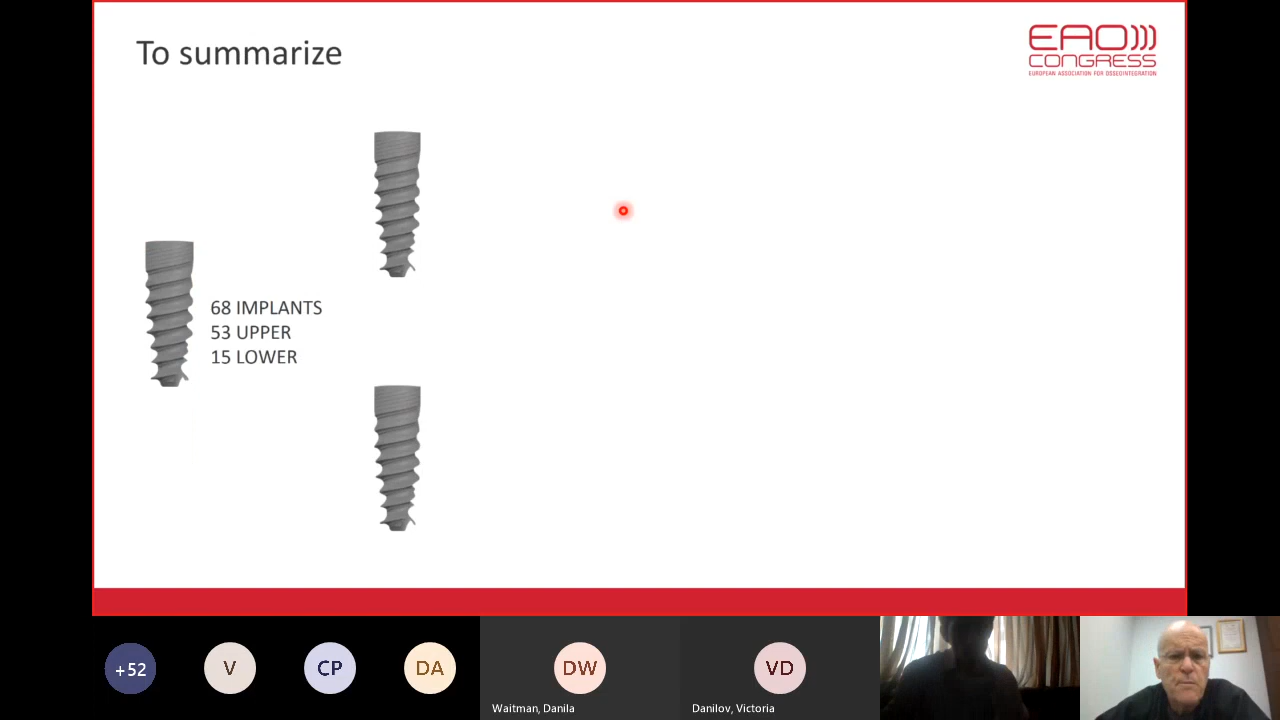 To summarize
EAO)))
CONGRESS
EUROPEAN ASSOCIATION FOR OSSEOINTEGRATION
68 IMPLANTS
53 UPPER
15 LOWER
+52
V
CP
DA
DW
VD
Waitman, Danila
Danilov, Victoria